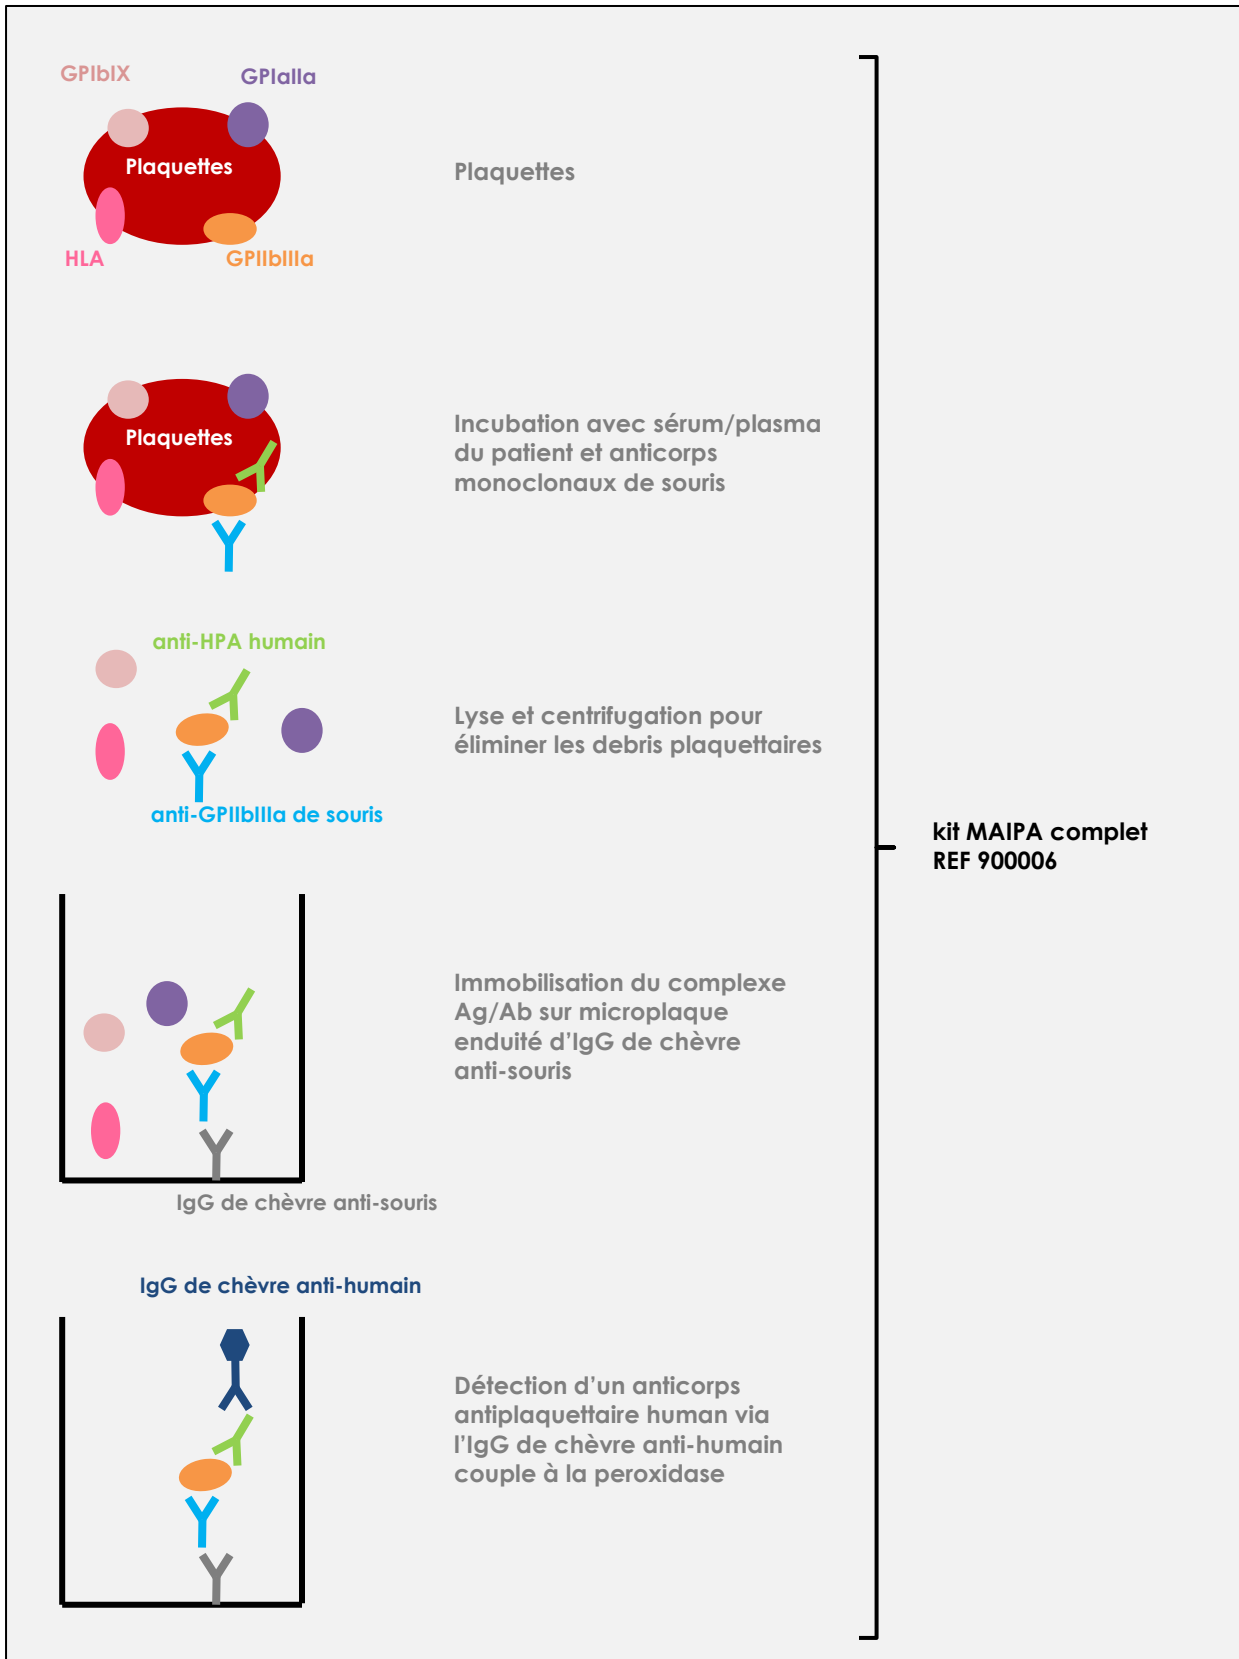 GPIbIX
GPIaIIa
Plaquettes
HLA
GPIIbIIIa
Plaquettes
Plaquettes
Incubation avec sérum/plasma
du patient et anticorps
monoclonaux de souris
anti-HPA humain
anti-GPIIbIIIa de souris
Lyse et centrifugation pour
éliminer les debris plaquettaires
kit MAIPA complet
REF 900006
Immobilisation du complexe
Ag/Ab sur microplaque
enduité d'IgG de chèvre
anti-souris
IgG de chèvre anti-souris
IgG de chèvre anti-humain
Détection d'un anticorps
antiplaquettaire human via
l'IgG de chèvre anti-humain
couple à la peroxidase